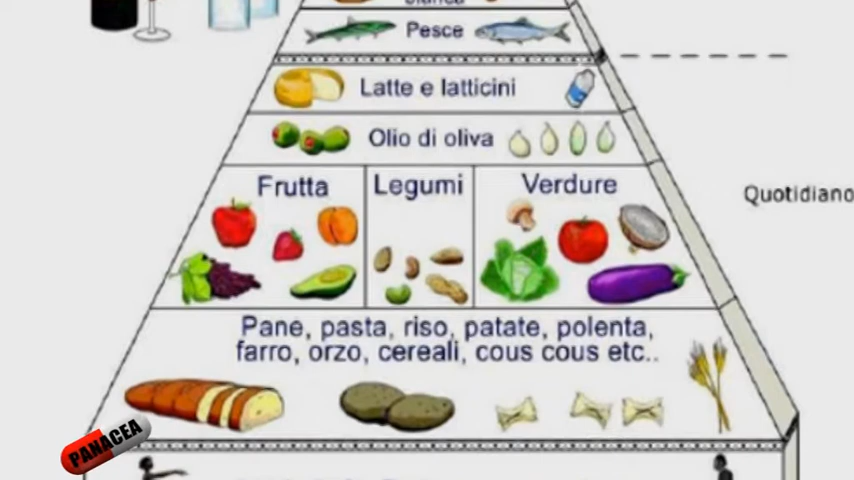 Pesce
Latte e latticini
Olio di oliva
Frutta
Legumi
Verdure
Quotidiano
Pane, pasta, riso, patate, polenta,
farro, orzo, cereali, cous cous etc..
PANACEA